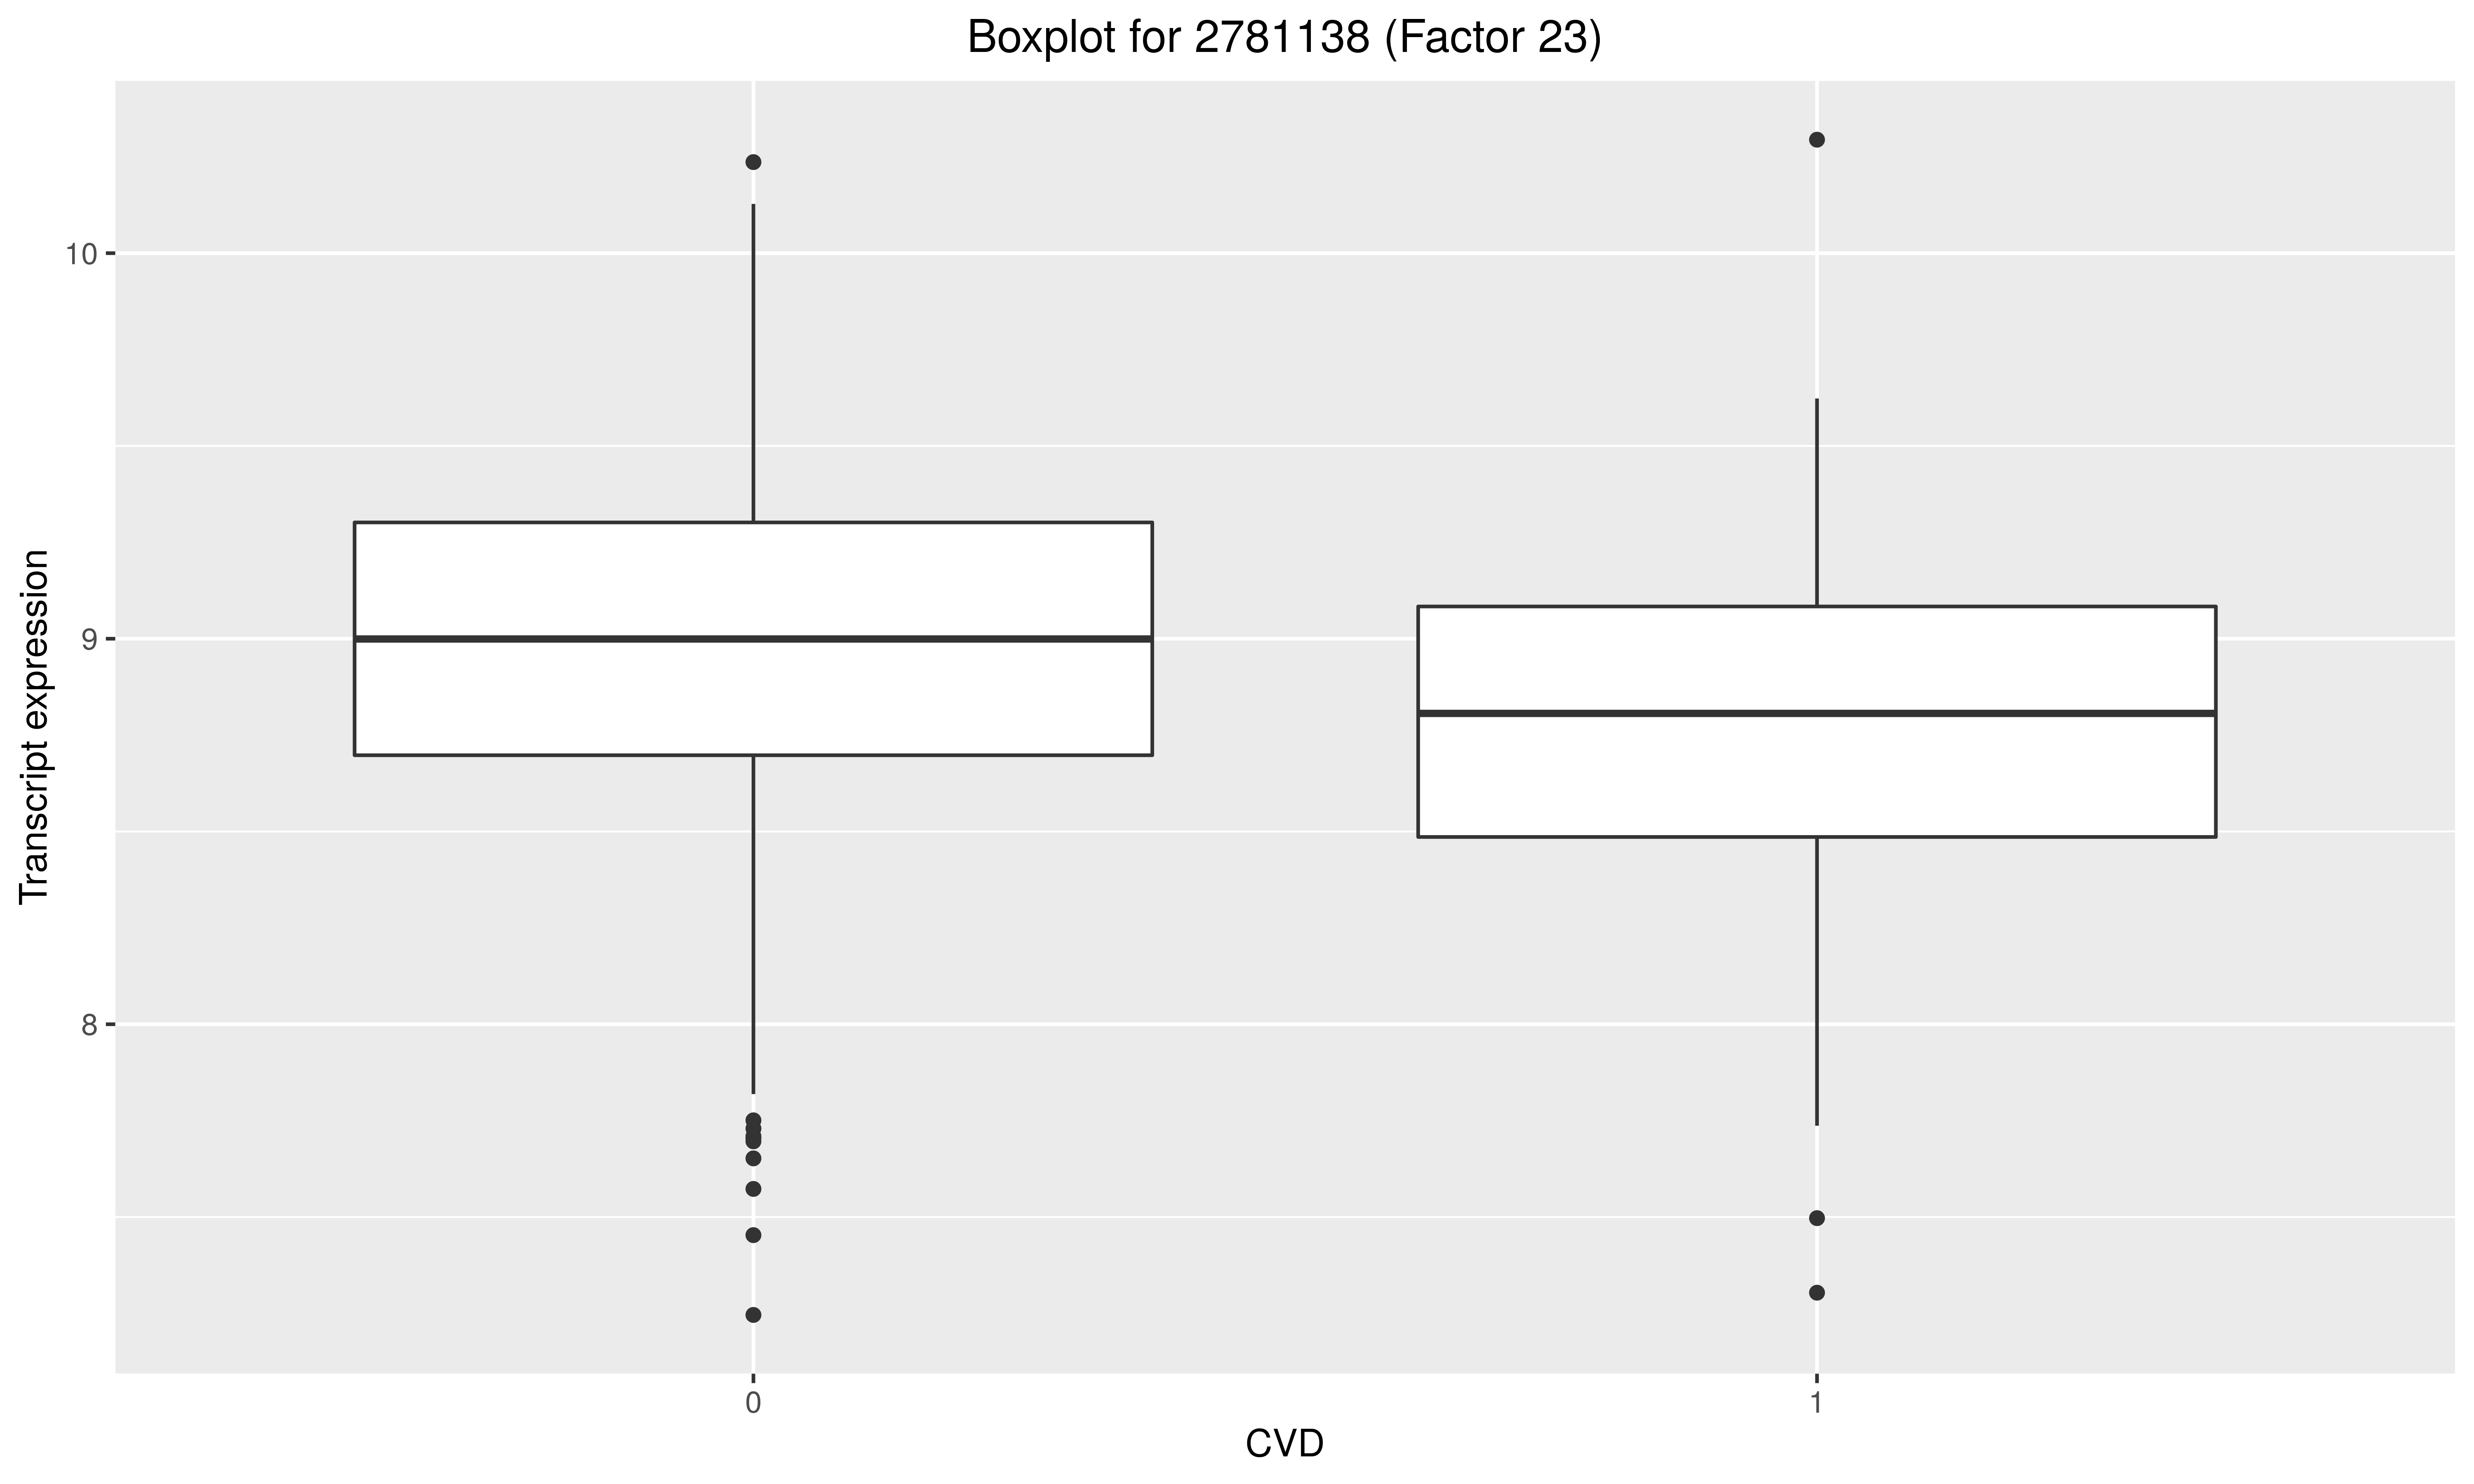 Boxplot for 2781138 (Factor 23)
Transcript expression
10
9
8
0
1
CVD